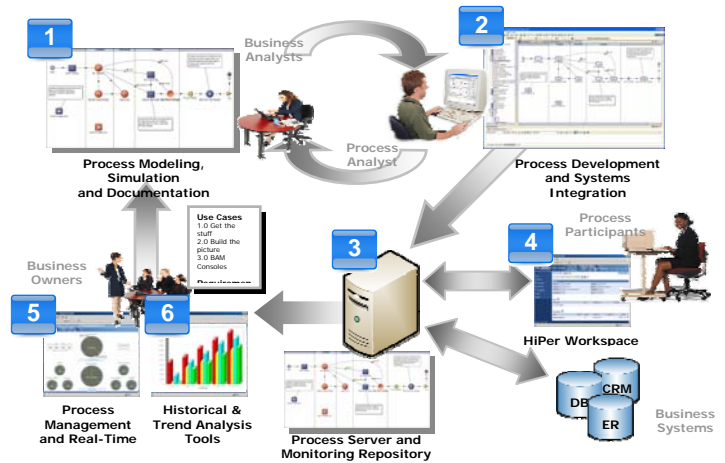 1
Business
Analysts
2
Process
Analyst
Process Modeling,
Simulation
and Documentation
Process Development
and Systems
Integration
Use Cases
1.0 Get the
stuff
2.0 Build the
picture
3.0 BAM
Consoles
3
4
Process
Participants
Business
Owners
5
6
HiPer Workspace
Process
Management
and Real-Time
Historical &
Trend Analysis
Tools
Process Server and
Monitoring Repository
DB
CRM
ER
Business
Systems